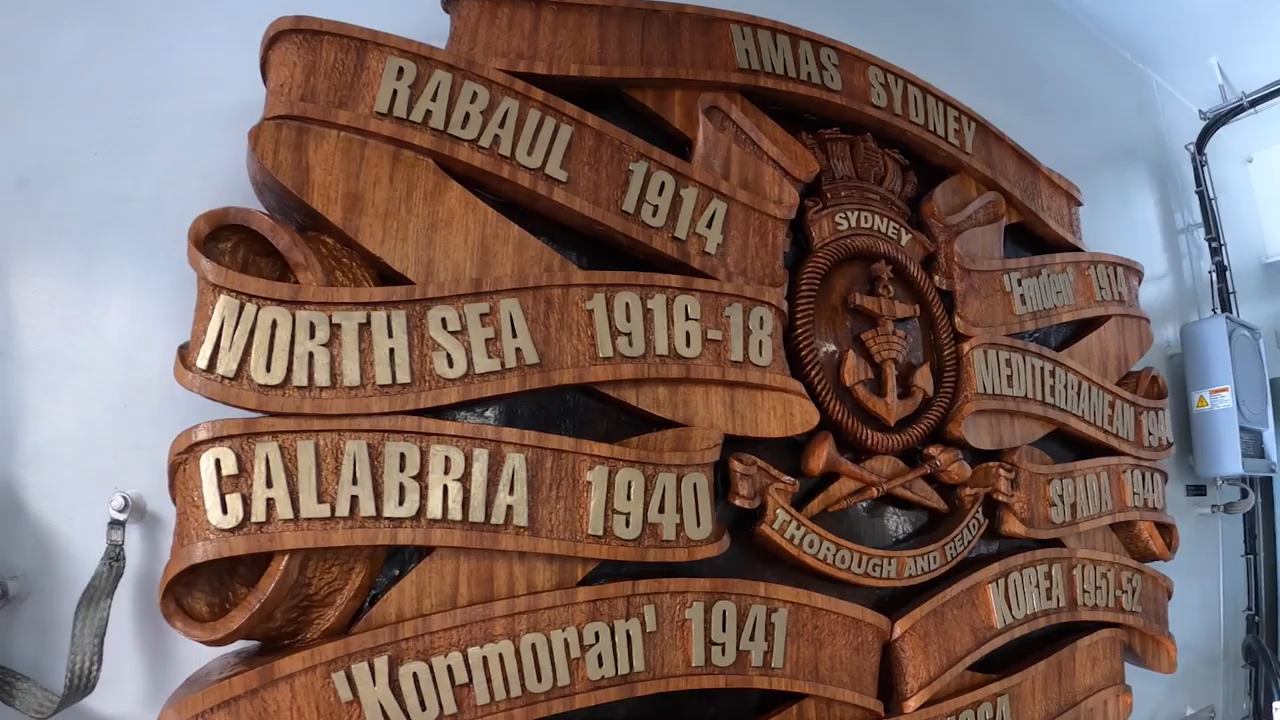 HMAS SYDNEY
RABAUL 1914
SYDNEY
'Emden' 1914
NORTH SEA 1916-18
MEDITERRANEAN 1940
CALABRIA 1940
SPADA 1940
THOROUGH AND READY
KOREA 1951-52
'Kormoran' 1941